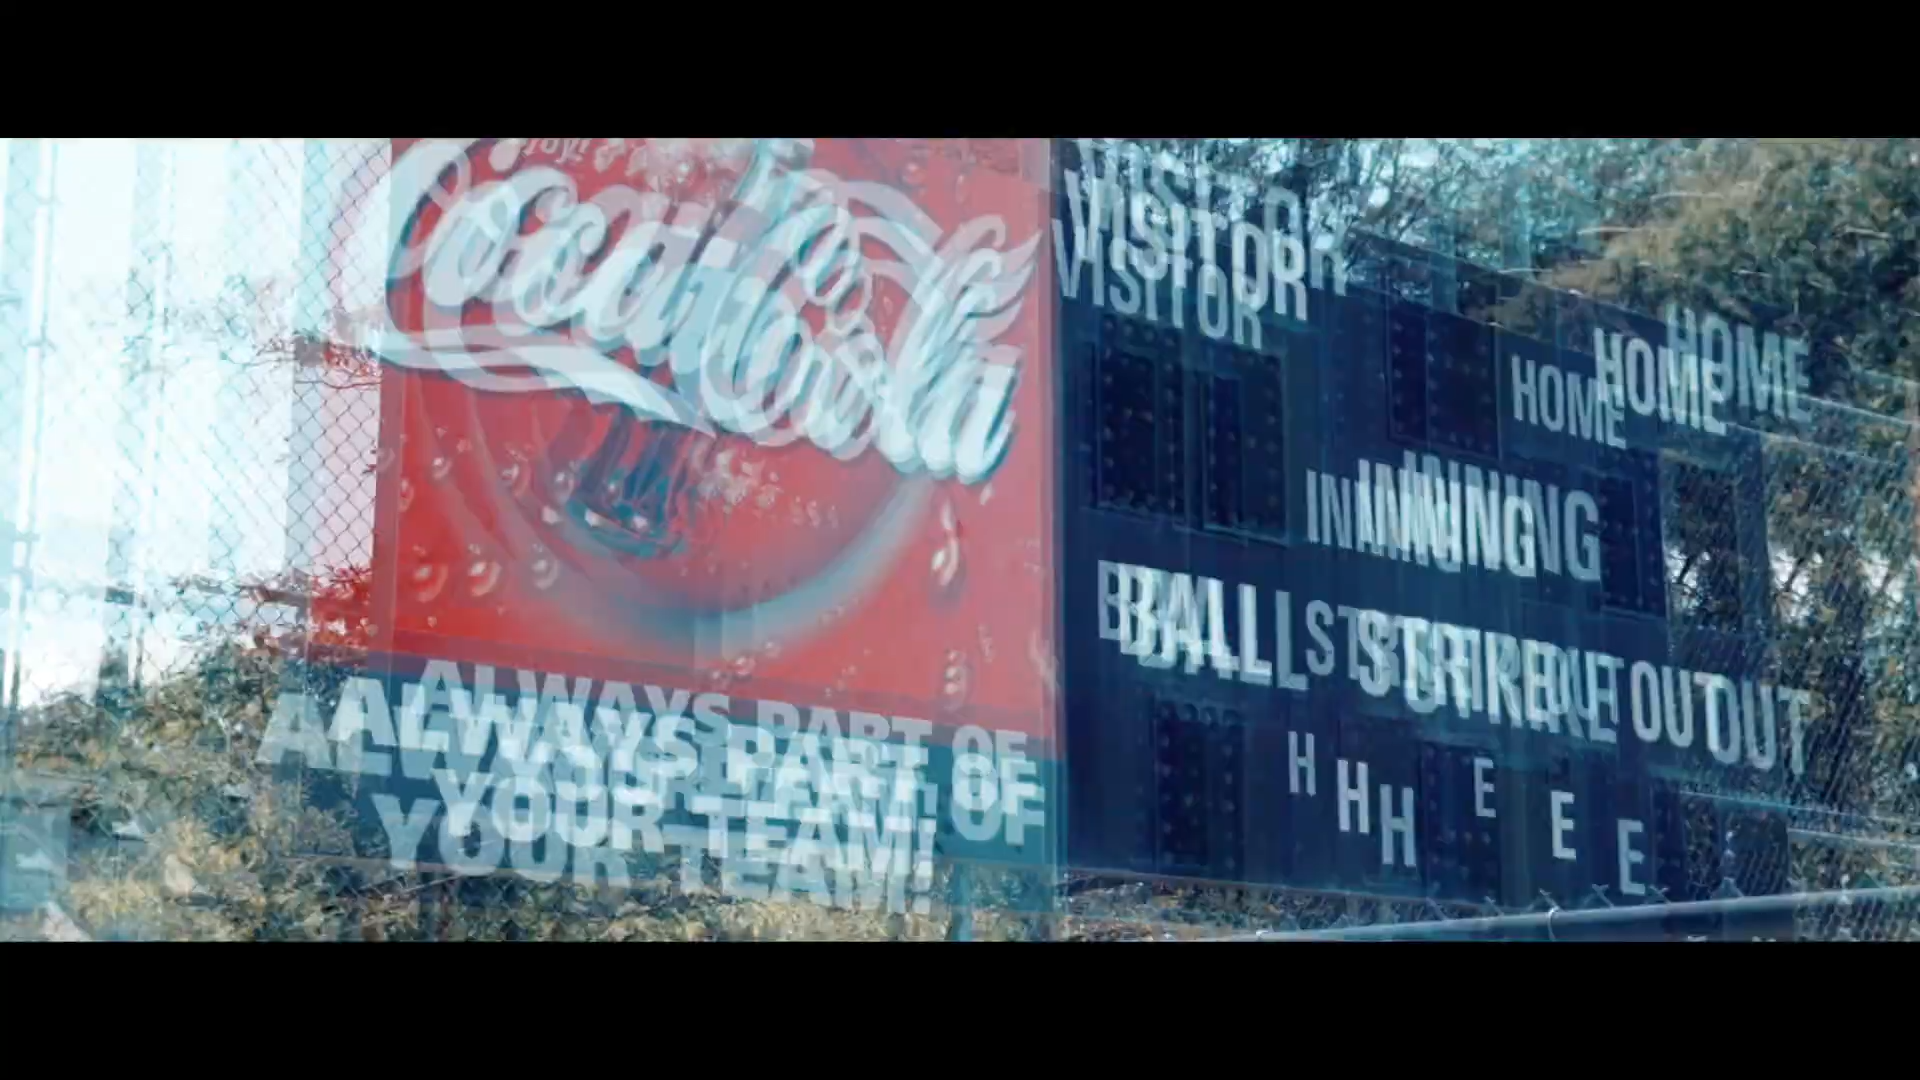 Coca-Cola
ALWAYS PART OF
YOUR TEAM!
VISITOR
HOME
INNING
BALL STRIKE OUT
H E